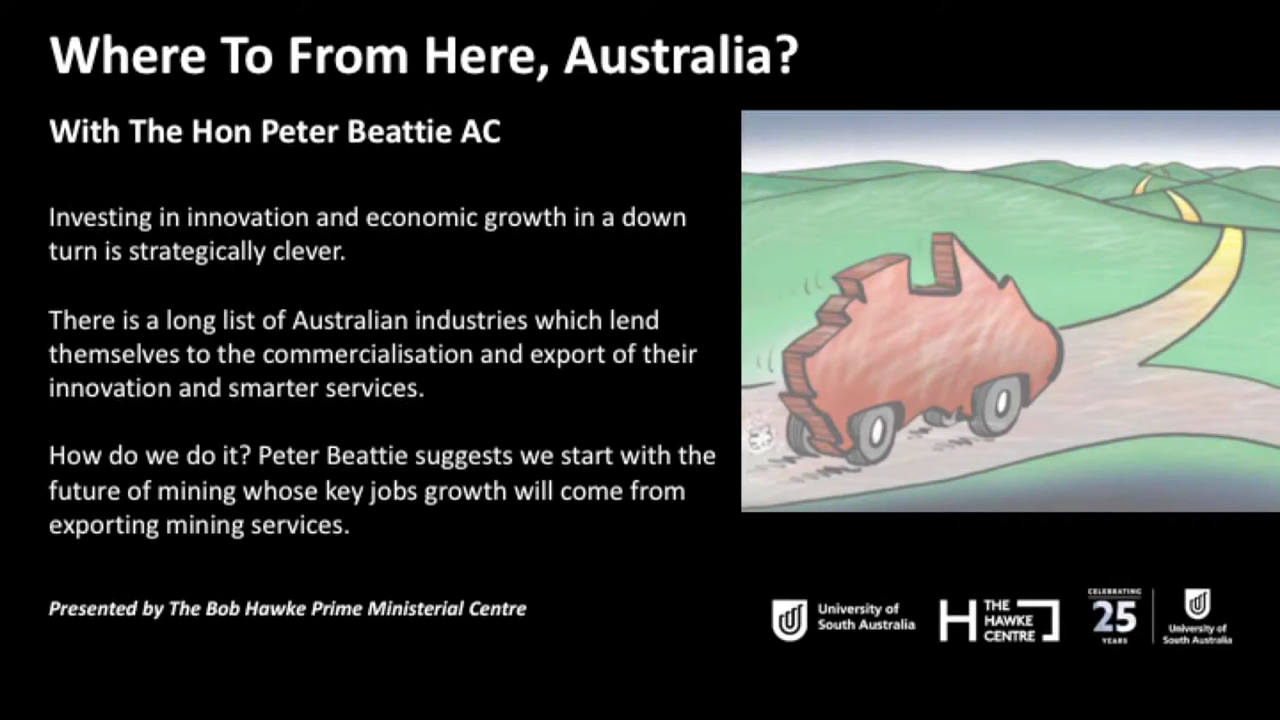 Where To From Here, Australia?
With The Hon Peter Beattie AC
Investing in innovation and economic growth in a down
turn is strategically clever.
There is a long list of Australian industries which lend
themselves to the commercialisation and export of their
innovation and smarter services.
How do we do it? Peter Beattie suggests we start with the
future of mining whose key jobs growth will come from
exporting mining services.
Presented by The Bob Hawke Prime Ministerial Centre
University of
South Australia
H THE
HAWKE
CENTRE
CELEBRATING
25
YEARS
University of
South Australia